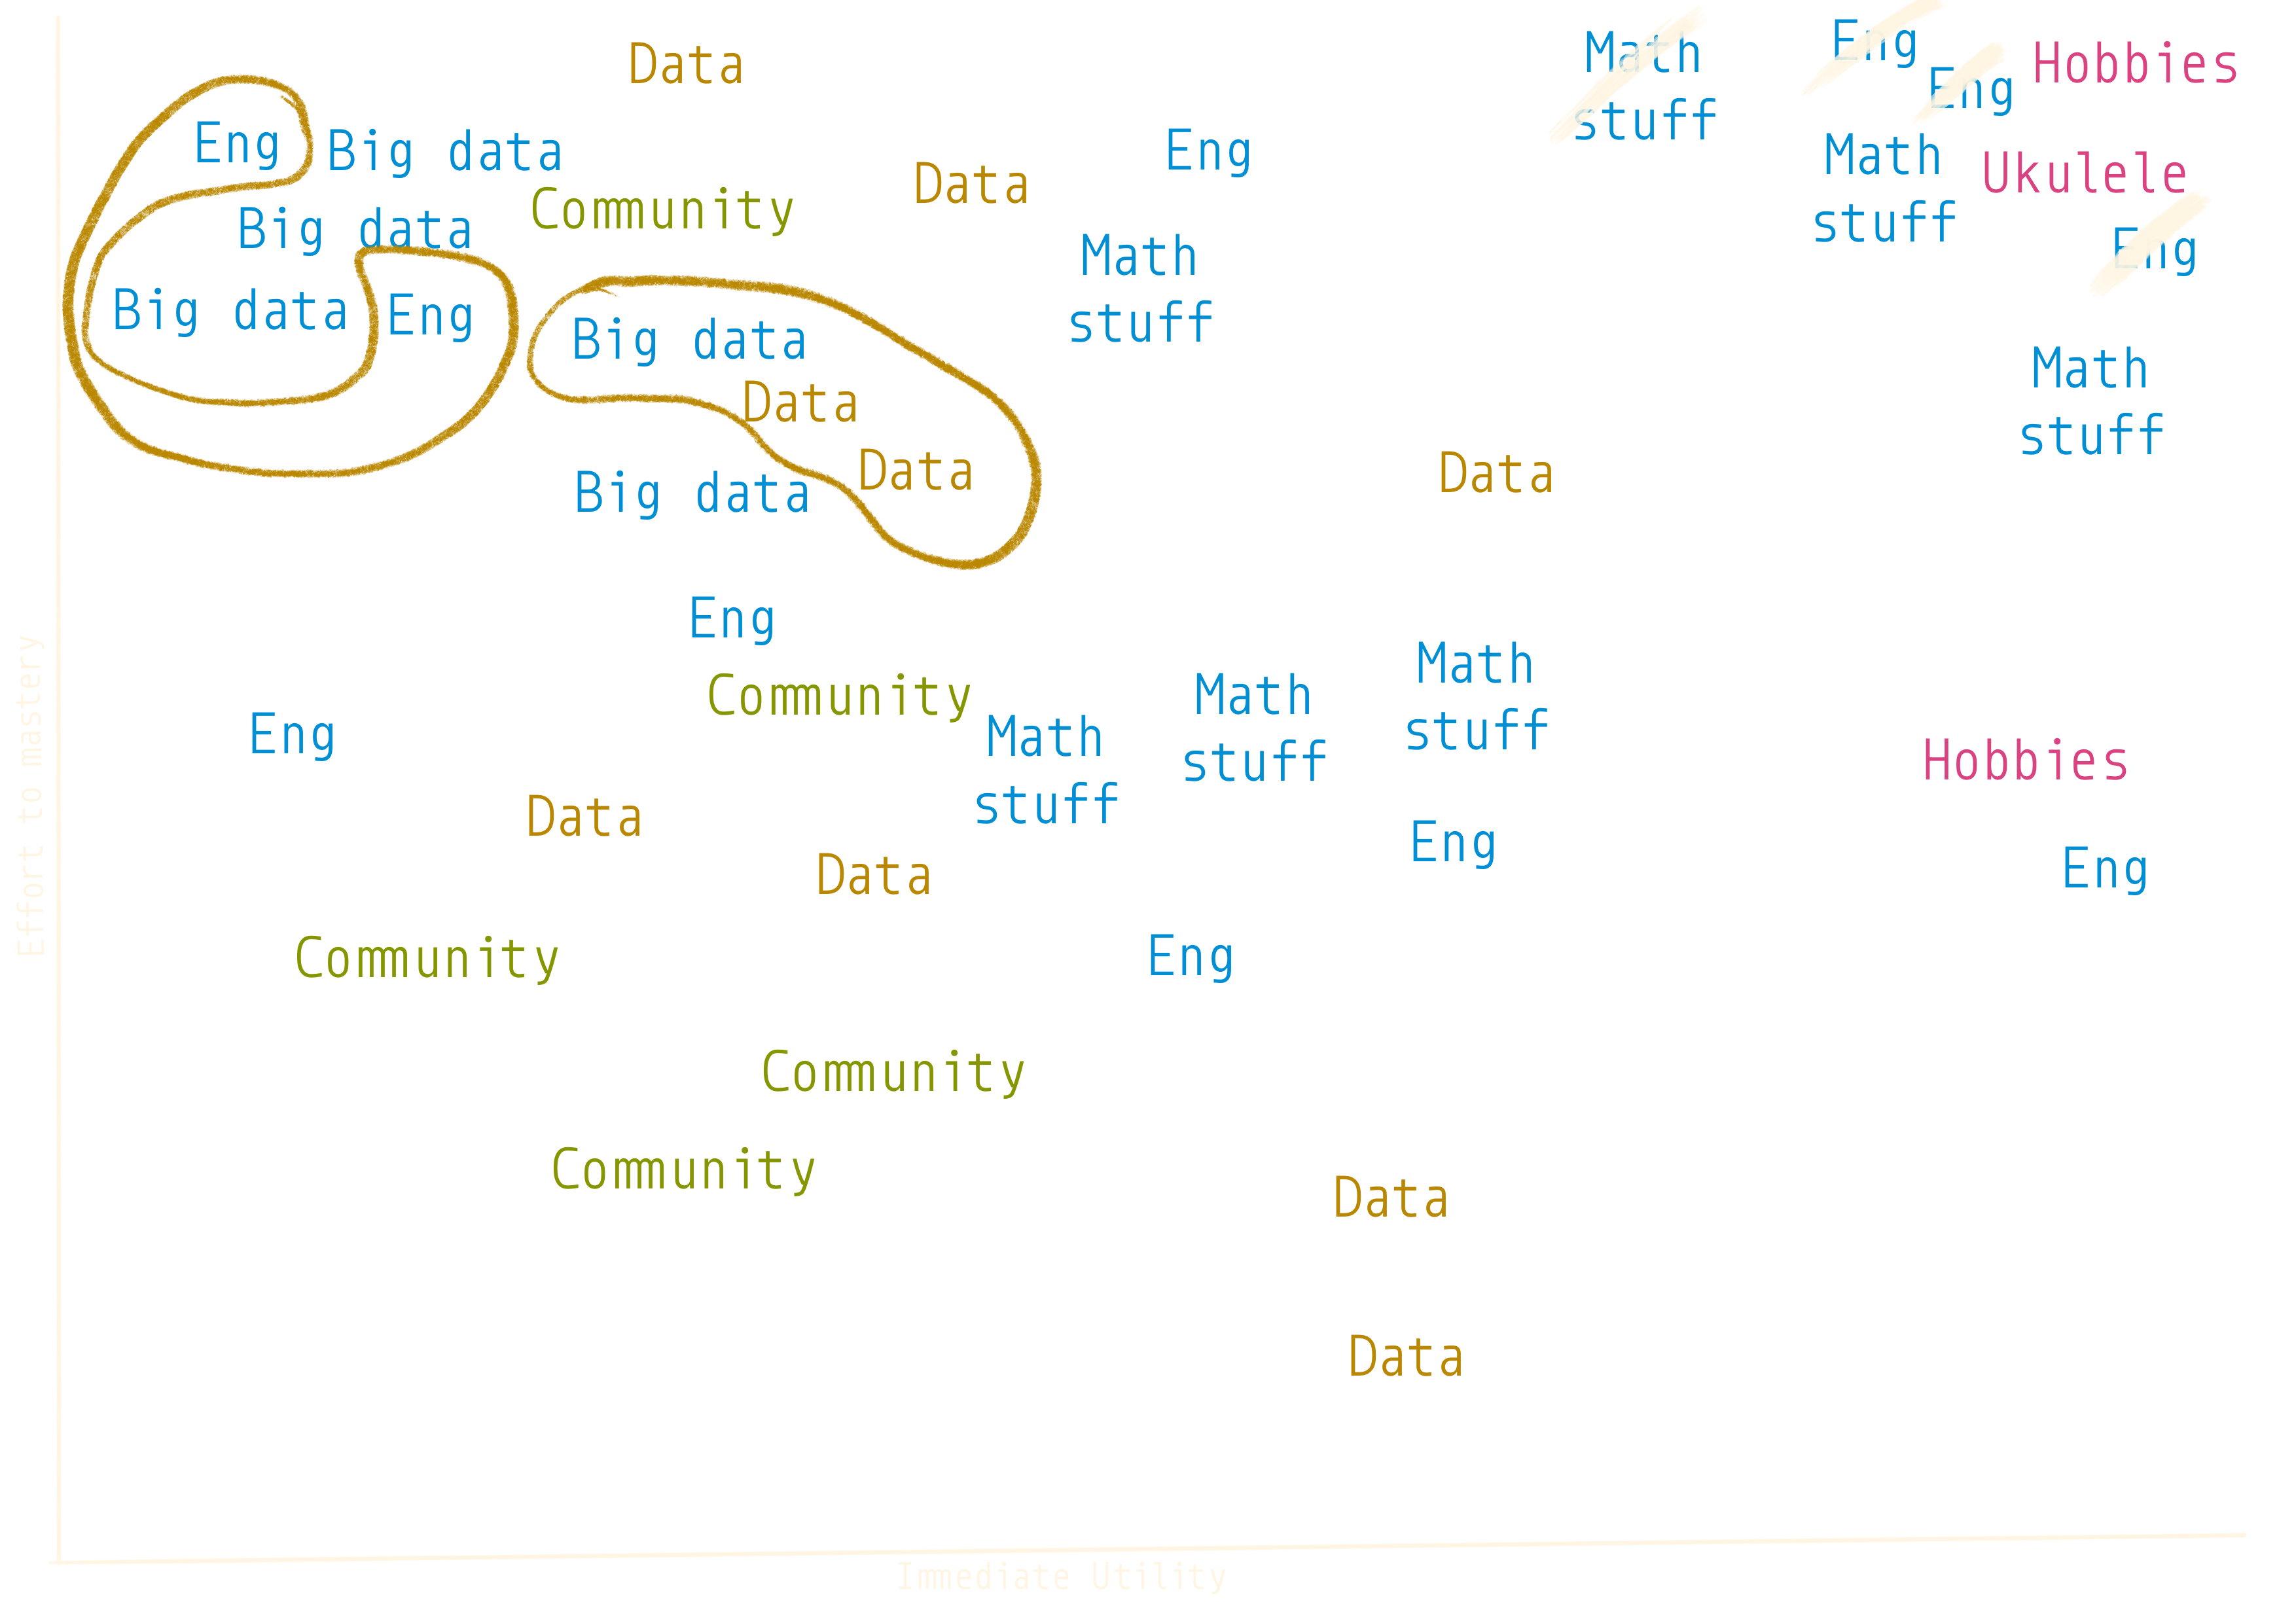 Data
Math
stuff
Eng
Eng
Hobbies
Eng
Big data
Community
Data
Eng
Math
stuff
Ukulele
Big data
Math
stuff
Eng
Big data
Eng
Big data
Data
Data
Math
stuff
Big data
Data
Eng
Community
Math
stuff
Math
stuff
Math
stuff
Eng
Hobbies
Data
Data
Eng
Eng
Community
Eng
Community
Community
Data
Data
Effort to mastery
Immediate Utility